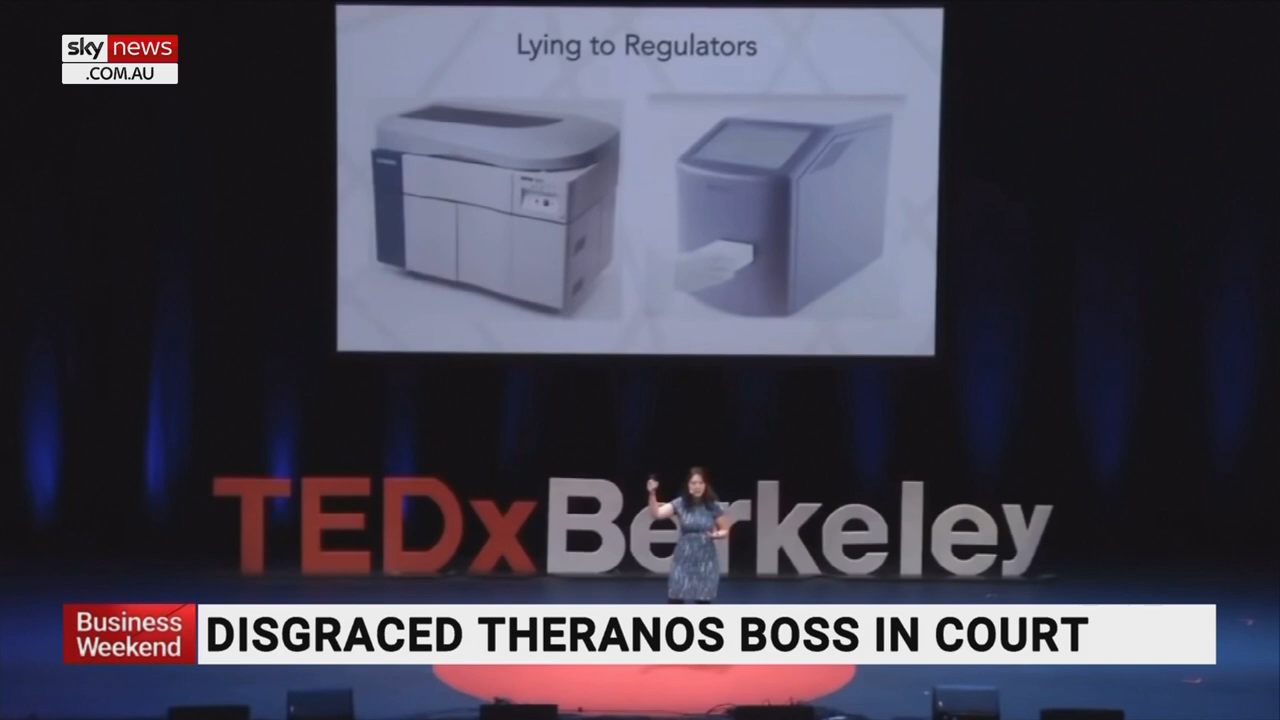 sky news
.COM.AU
Lying to Regulators
TEDxBerkeley
Business
Weekend
DISGRACED THERANOS BOSS IN COURT